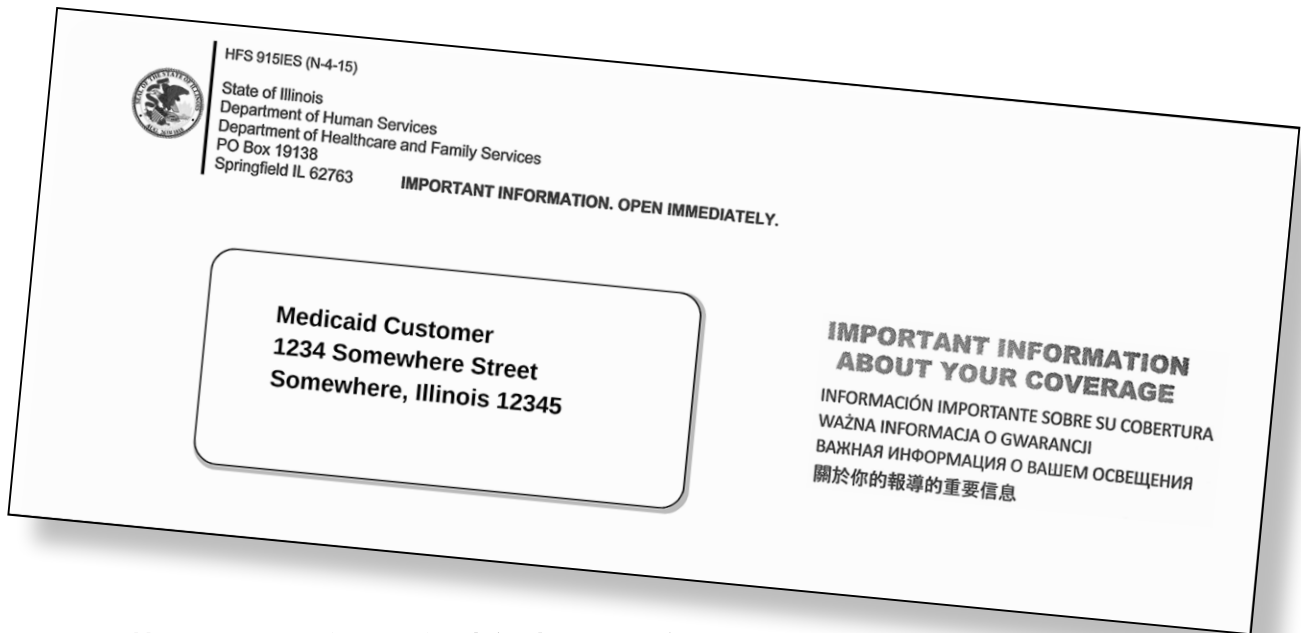 HFS 915IES (N-4-15)
State of Illinois
Department of Human Services
Department of Healthcare and Family Services
PO Box 19138
Springfield IL 62763
IMPORTANT INFORMATION. OPEN IMMEDIATELY.
Medicaid Customer
1234 Somewhere Street
Somewhere, Illinois 12345
IMPORTANT INFORMATION
ABOUT YOUR COVERAGE
INFORMACIÓN IMPORTANTE SOBRE SU COBERTURA
WAŻNA INFORMACJA O GWARANCJI
ВАЖНАЯ ИНФОРМАЦИЯ О ВАШЕМ ОСВЕЩЕНИЯ
關於你的報導的重要信息